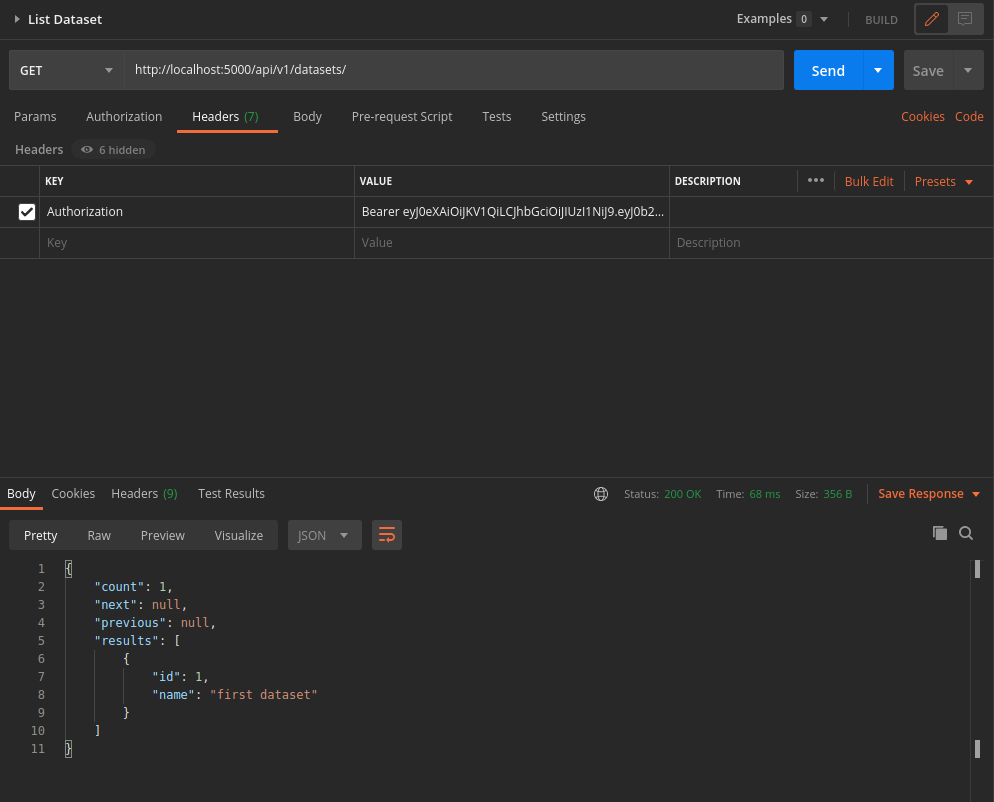 List Dataset Examples 0 BUILD
GET http://localhost:5000/api/v1/datasets/ Send Save
Params Authorization Headers (7) Body Pre-request Script Tests Settings Cookies Code
Headers 6 hidden
KEY VALUE DESCRIPTION ••• Bulk Edit Presets
Authorization Bearer eyJ0eXAiOiJKV1QiLCJhbGciOiJIUzI1NiJ9.eyJ0b2...
Key Value Description
Body Cookies Headers (9) Test Results Status: 200 OK Time: 68 ms Size: 356 B Save Response
Pretty Raw Preview Visualize JSON
1 {
2 "count": 1,
3 "next": null,
4 "previous": null,
5 "results": [
6 {
7 "id": 1,
8 "name": "first dataset"
9 }
10 ]
11 }